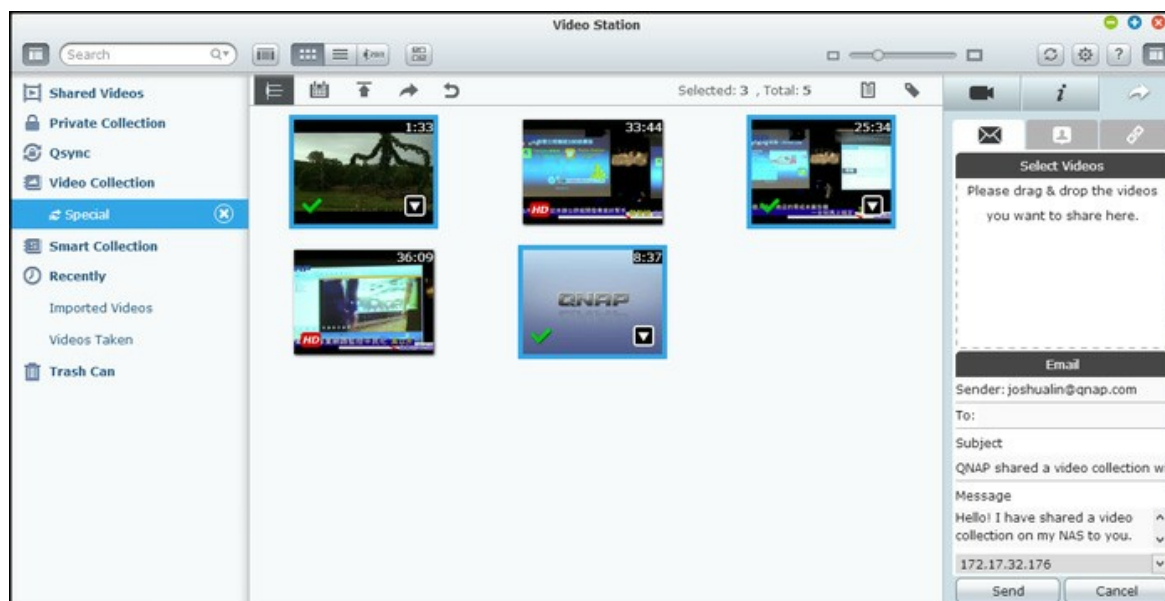 Video Station
Search
Shared Videos
Private Collection
Qsync
Video Collection
Special
Smart Collection
Recently
Imported Videos
Videos Taken
Trash Can
Selected: 3 , Total: 5
1:33
33:44
HD
25:34
36:09
HD
8:37
QNAP
Select Videos
Please drag & drop the videos
you want to share here.
Email
Sender: joshualin@qnap.com
To:
Subject
QNAP shared a video collection w
Message
Hello! I have shared a video
collection on my NAS to you.
172.17.32.176
Send
Cancel